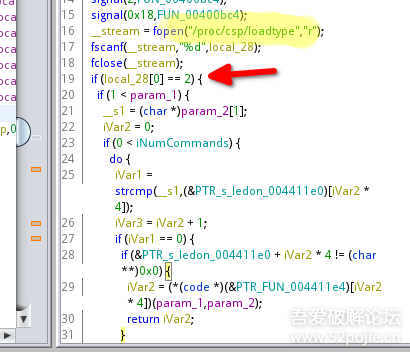 14 signal(2,FUN_00400bc4);
15 signal(0x18,FUN_00400bc4);
16 __stream = fopen("/proc/csp/loadtype","r");
17 fscanf(__stream,"%d",local_28);
18 fclose(__stream);
19 if (local_28[0] == 2) {
20 if (1 < param_1) {
21 __s1 = (char *)param_2[1];
22 iVar2 = 0;
23 if (0 < iNumCommands) {
24 do {
25 iVar1 =
strcmp(__s1,(&PTR_s_ledon_004411e0)[iVar2 *
4]);
26 iVar3 = iVar2 + 1;
27 if (iVar1 == 0) {
28 if (&PTR_s_ledon_004411e0 + iVar2 * 4 != (char
**)0x0) {
29 iVar2 = (*(code *)(&PTR_FUN_004411e4)[iVar2
* 4])(param_1,param_2);
30 return iVar2;
31 }
p,0
吾爱破解论坛
www.52pojie.cn